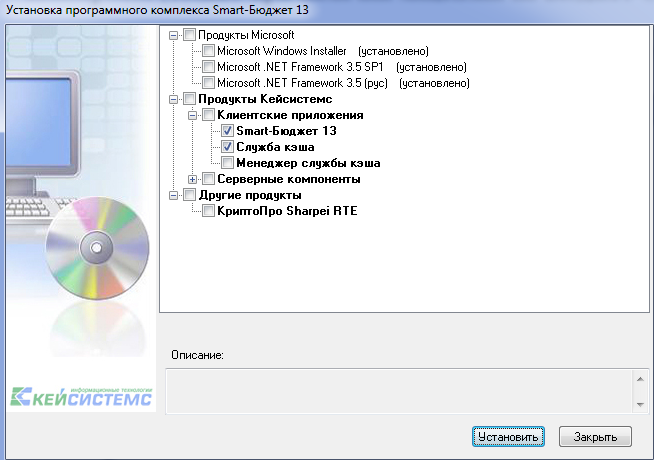 Установка программного комплекса Smart-Бюджет 13
Продукты Microsoft
Microsoft Windows Installer (установлено)
Microsoft .NET Framework 3.5 SP1 (установлено)
Microsoft .NET Framework 3.5 (рус) (установлено)
Продукты Кейсистемс
Клиентские приложения
Smart-Бюджет 13
Служба кэша
Менеджер службы кэша
Серверные компоненты
Другие продукты
КриптоПро Sharpei RTE
Описание:
информационные технологии
КЕЙСИСТЕМС
Установить
Закрыть